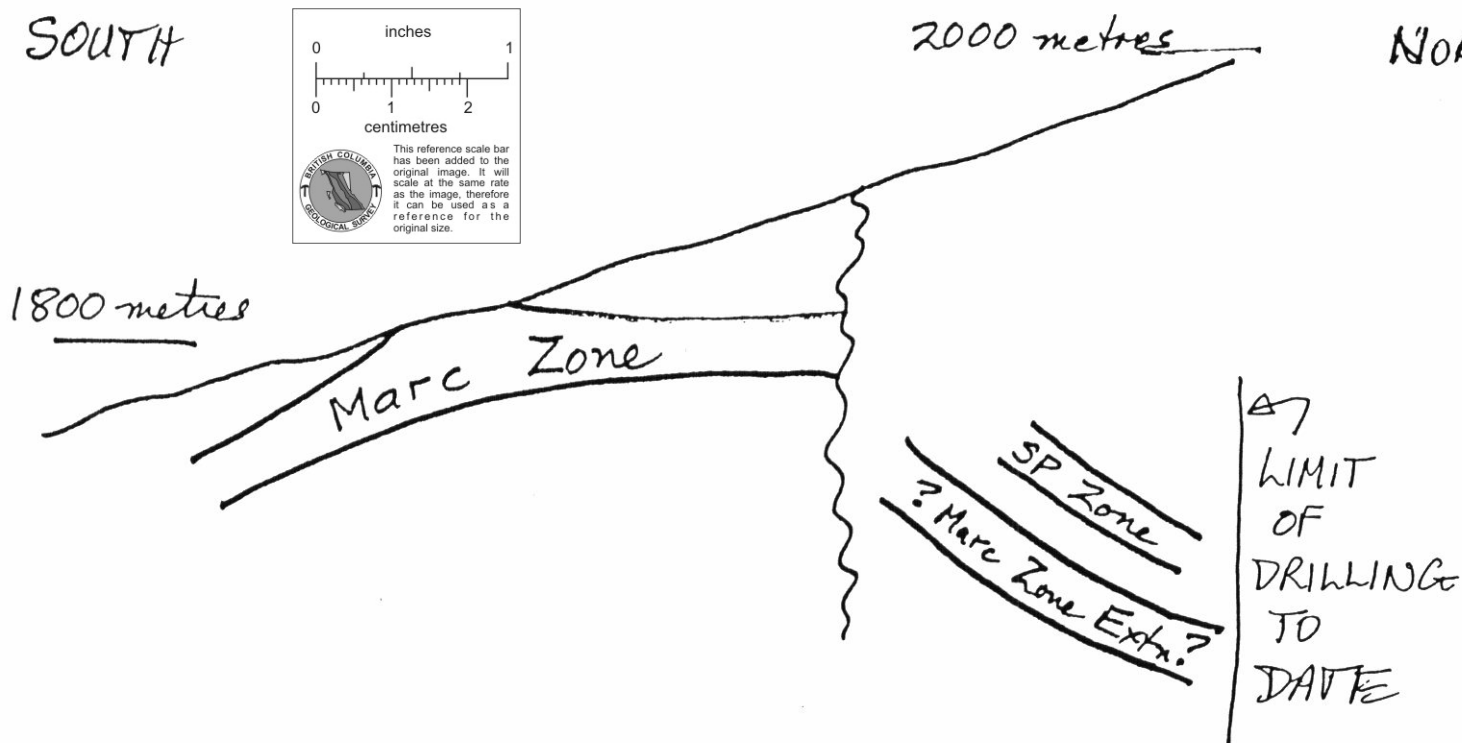 SOUTH
2000 metres
NOR
inches
0 1
0 1 2
centimetres
This reference scale bar
has been added to the
original image. It will
scale at the same rate
as the image, therefore
it can be used as a
reference for the
original size.
BRITISH COLUMBIA
GEOLOGICAL SURVEY
1800 metres
Marc Zone
SP Zone
? Marc Zone Extn.?
LIMIT
OF
DRILLING
TO
DATE